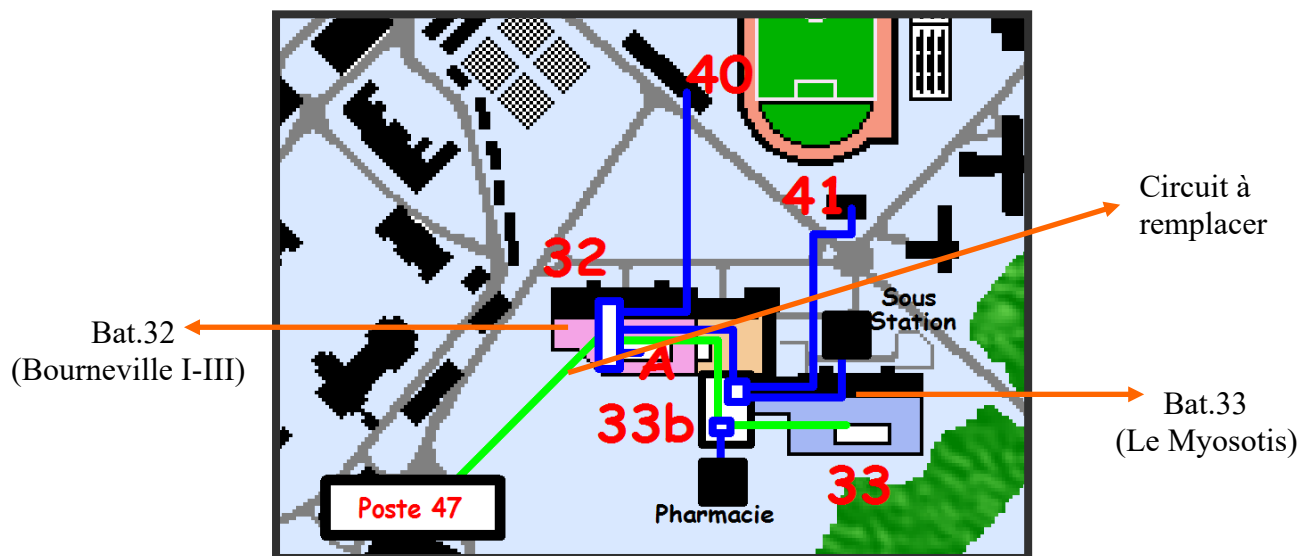 40
41
Circuit à
remplacer
32
Sous
Station
Bat.32
(Bourneville I-III)
A
33b
Bat.33
(Le Myosotis)
33
Poste 47
Pharmacie